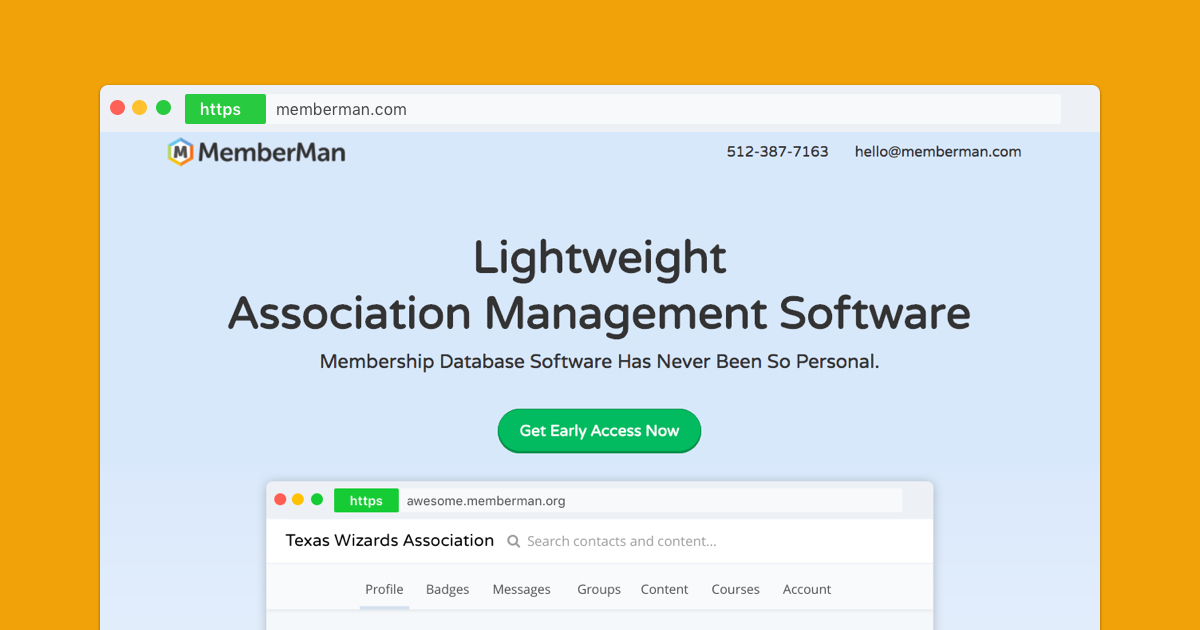 https memberman.com
M MemberMan 512-387-7163 hello@memberman.com
Lightweight
Association Management Software
Membership Database Software Has Never Been So Personal.
Get Early Access Now
https awesome.memberman.org
Texas Wizards Association Search contacts and content...
Profile Badges Messages Groups Content Courses Account